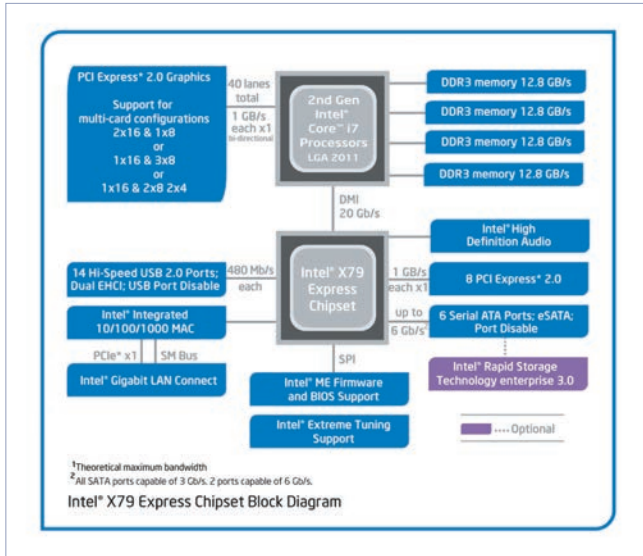 PCI Express* 2.0 Graphics
Support for
multi-card configurations
2x16 & 1x8
or
1x16 & 3x8
or
1x16 & 2x8 2x4
40 lanes
total
1 GB/s
each x1
bi-directional
2nd Gen
Intel®
Core™ i7
Processors
LGA 2011
DDR3 memory 12.8 GB/s
DDR3 memory 12.8 GB/s
DDR3 memory 12.8 GB/s
DDR3 memory 12.8 GB/s
DMI
20 Gb/s
Intel® High
Definition Audio
14 Hi-Speed USB 2.0 Ports;
Dual EHCI; USB Port Disable
480 Mb/s
each
Intel® X79
Express
Chipset
1 GB/s
each x1
8 PCI Express* 2.0
Intel® Integrated
10/100/1000 MAC
up to
6 Gb/s²
6 Serial ATA Ports; eSATA;
Port Disable
PCIe* x1
SM Bus
SPI
Intel® Rapid Storage
Technology enterprise 3.0
Intel® Gigabit LAN Connect
Intel® ME Firmware
and BIOS Support
Intel® Extreme Tuning
Support
Optional
¹Theoretical maximum bandwidth
²All SATA ports capable of 3 Gb/s. 2 ports capable of 6 Gb/s.
Intel® X79 Express Chipset Block Diagram